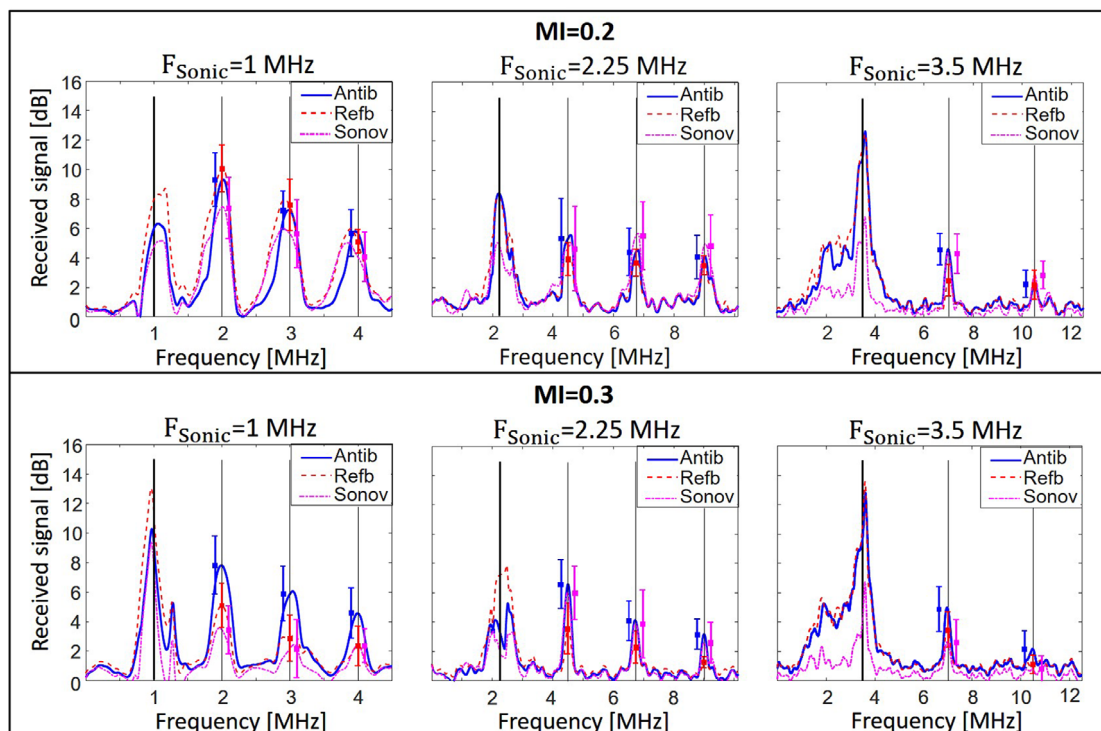 MI=0.2
F_Sonic=1 MHz
F_Sonic=2.25 MHz
F_Sonic=3.5 MHz
Received signal [dB]
16
14
12
10
8
6
4
2
0
Antib
Refb
Sonov
Antib
Refb
Sonov
Antib
Refb
Sonov
1 2 3 4
2 4 6 8
2 4 6 8 10 12
Frequency [MHz]
Frequency [MHz]
Frequency [MHz]
MI=0.3
F_Sonic=1 MHz
F_Sonic=2.25 MHz
F_Sonic=3.5 MHz
Received signal [dB]
16
14
12
10
8
6
4
2
0
Antib
Refb
Sonov
Antib
Refb
Sonov
Antib
Refb
Sonov
1 2 3 4
2 4 6 8
2 4 6 8 10 12
Frequency [MHz]
Frequency [MHz]
Frequency [MHz]